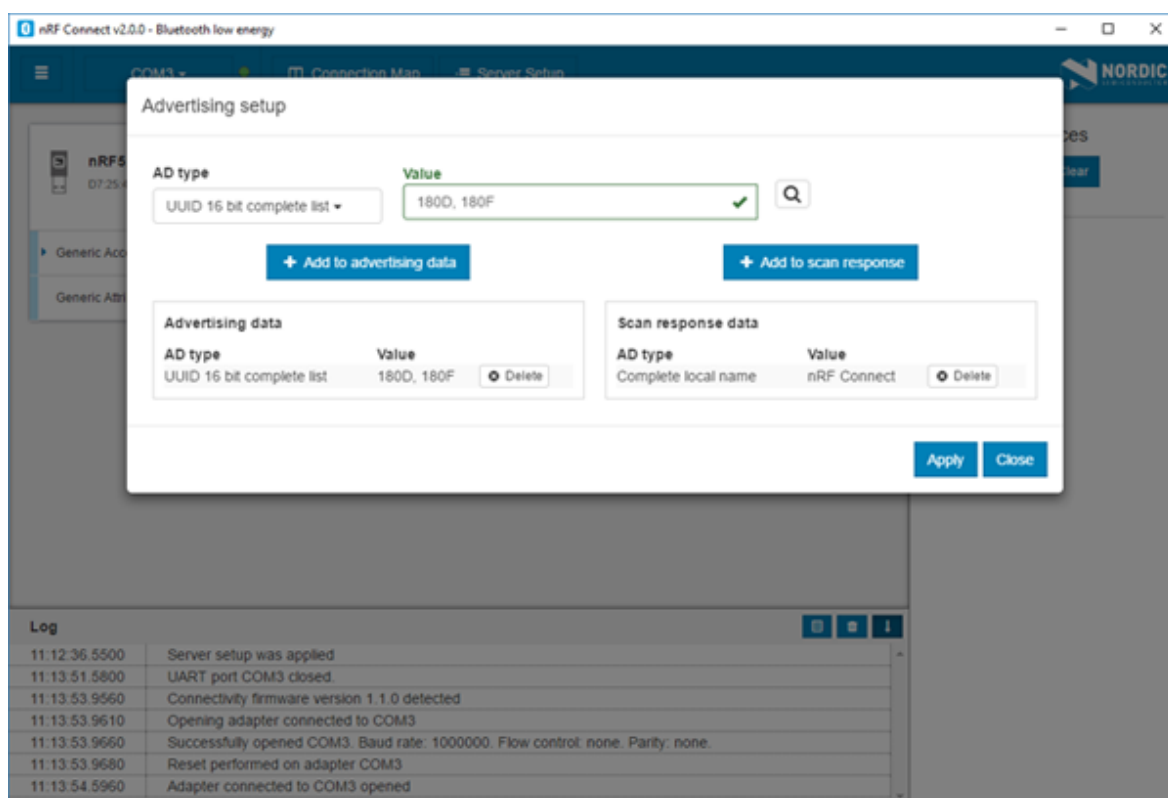 nRF Connect v2.0.0 - Bluetooth low energy
COM3 Connection Map Server Setup
NORDIC
Advertising setup
AD type Value
UUID 16 bit complete list 180D, 180F
+ Add to advertising data + Add to scan response
Advertising data Scan response data
AD type Value AD type Value
UUID 16 bit complete list 180D, 180F Delete Complete local name nRF Connect Delete
Apply Close
nRF5
D7:25:
Generic Acc
Generic Attri
ces
Clear
Log
11:12:36.5500 Server setup was applied
11:13:51.5800 UART port COM3 closed.
11:13:53.9560 Connectivity firmware version 1.1.0 detected
11:13:53.9610 Opening adapter connected to COM3
11:13:53.9660 Successfully opened COM3. Baud rate: 1000000. Flow control: none. Parity: none.
11:13:53.9680 Reset performed on adapter COM3
11:13:54.5960 Adapter connected to COM3 opened